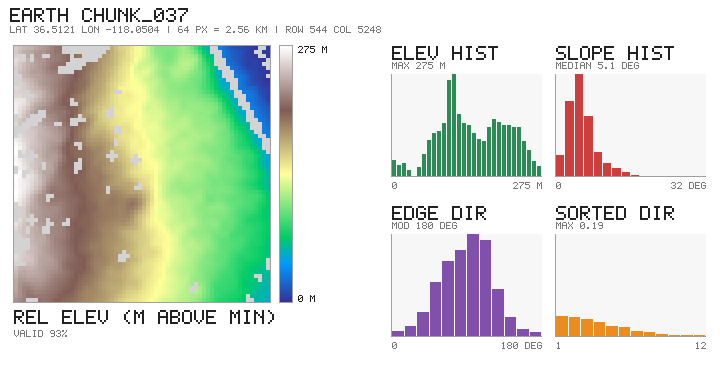 EARTH CHUNK_037
LAT 36.5121 LON -118.0504 | 64 PX = 2.56 KM | ROW 544 COL 5248
275 M
0 M
REL ELEV (M ABOVE MIN)
VALID 93%
ELEV HIST
MAX 275 M
0 275 M
SLOPE HIST
MEDIAN 5.1 DEG
0 32 DEG
EDGE DIR
MOD 180 DEG
0 180 DEG
SORTED DIR
MAX 0.19
1 12